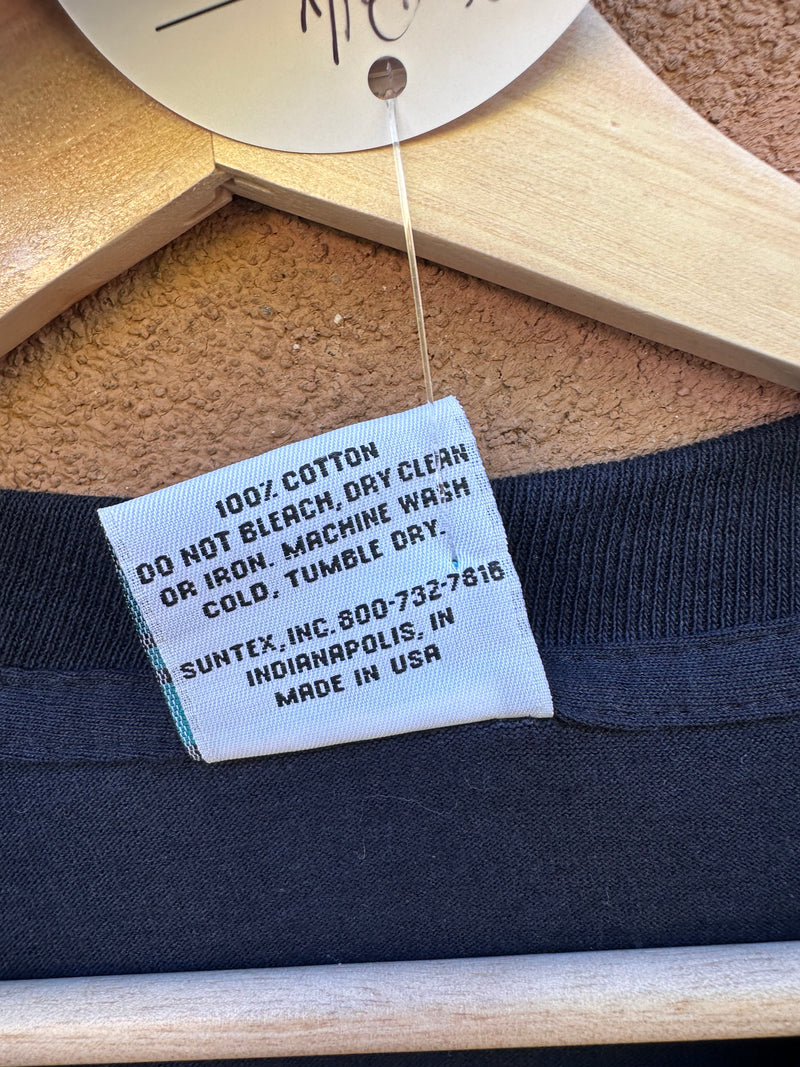 100% COTTON
DO NOT BLEACH, DRY CLEAN
OR IRON. MACHINE WASH
COLD, TUMBLE DRY.
SUNTEX, INC. 800-732-7816
INDIANAPOLIS, IN
MADE IN USA